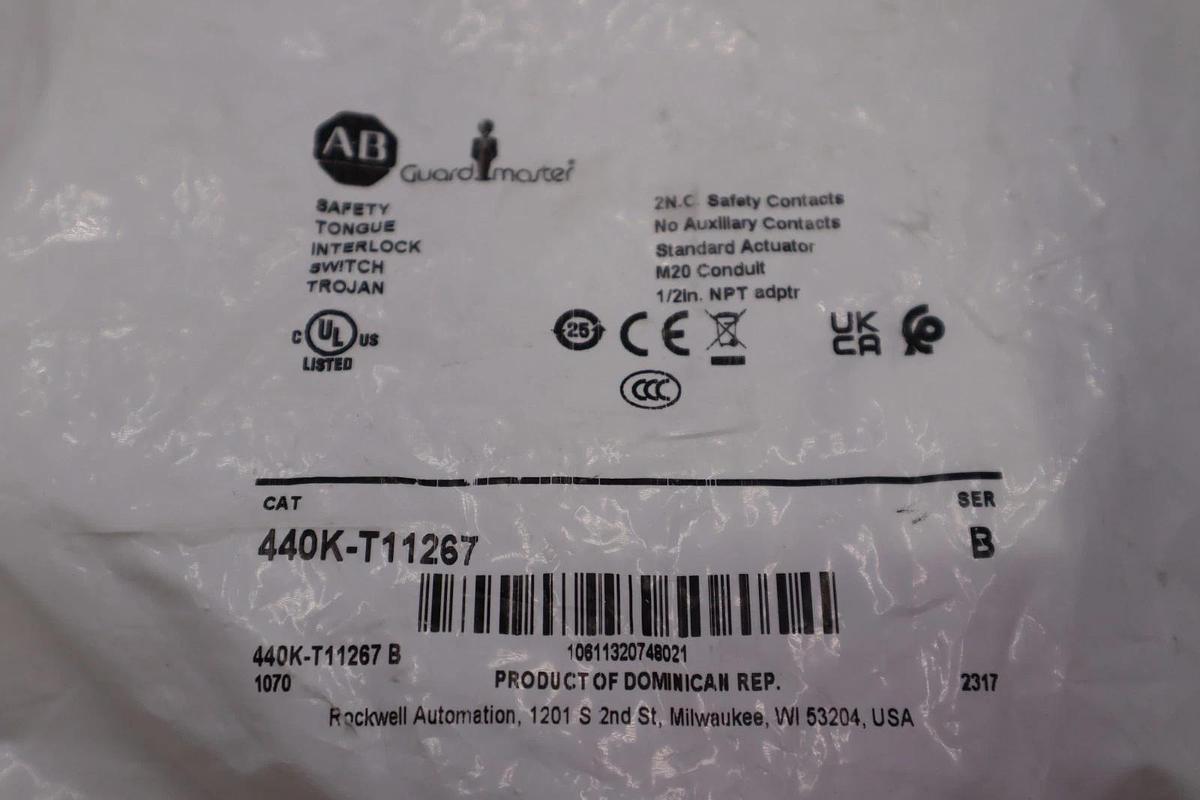 AB Guardmaster
SAFETY
TONGUE
INTERLOCK
SWITCH
TROJAN
2N.C. Safety Contacts
No Auxiliary Contacts
Standard Actuator
M20 Conduit
1/2in. NPT adptr
C UL US
LISTED
25
CE
UK
CA
CCC
CAT
SER
440K-T11267
B
10611320748021
440K-T11267 B
1070
PRODUCT OF DOMINICAN REP.
2317
Rockwell Automation, 1201 S 2nd St, Milwaukee, WI 53204, USA